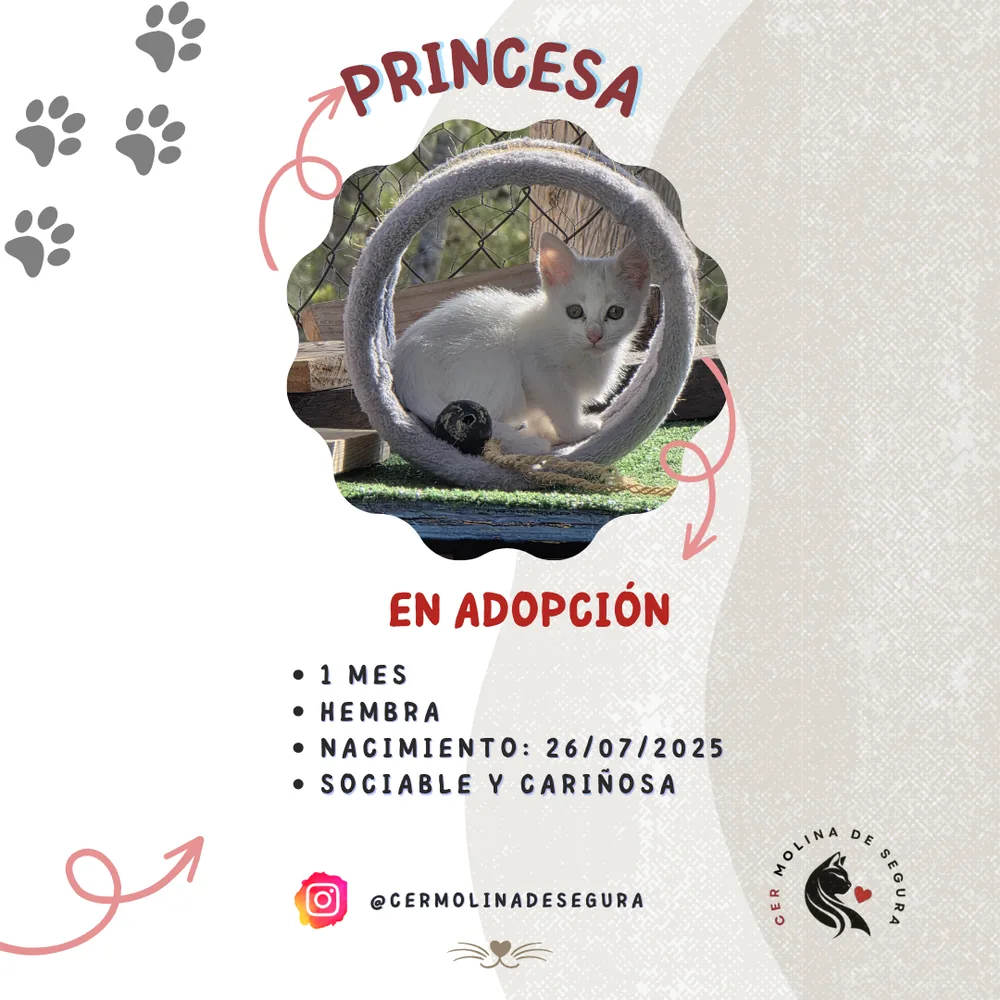 PRINCESA
EN ADOPCIÓN
• 1 MES
• HEMBRA
• NACIMIENTO: 26/07/2025
• SOCIABLE Y CARIÑOSA
@CERMOLINADESEGURA
CER MOLINA DE SEGURA